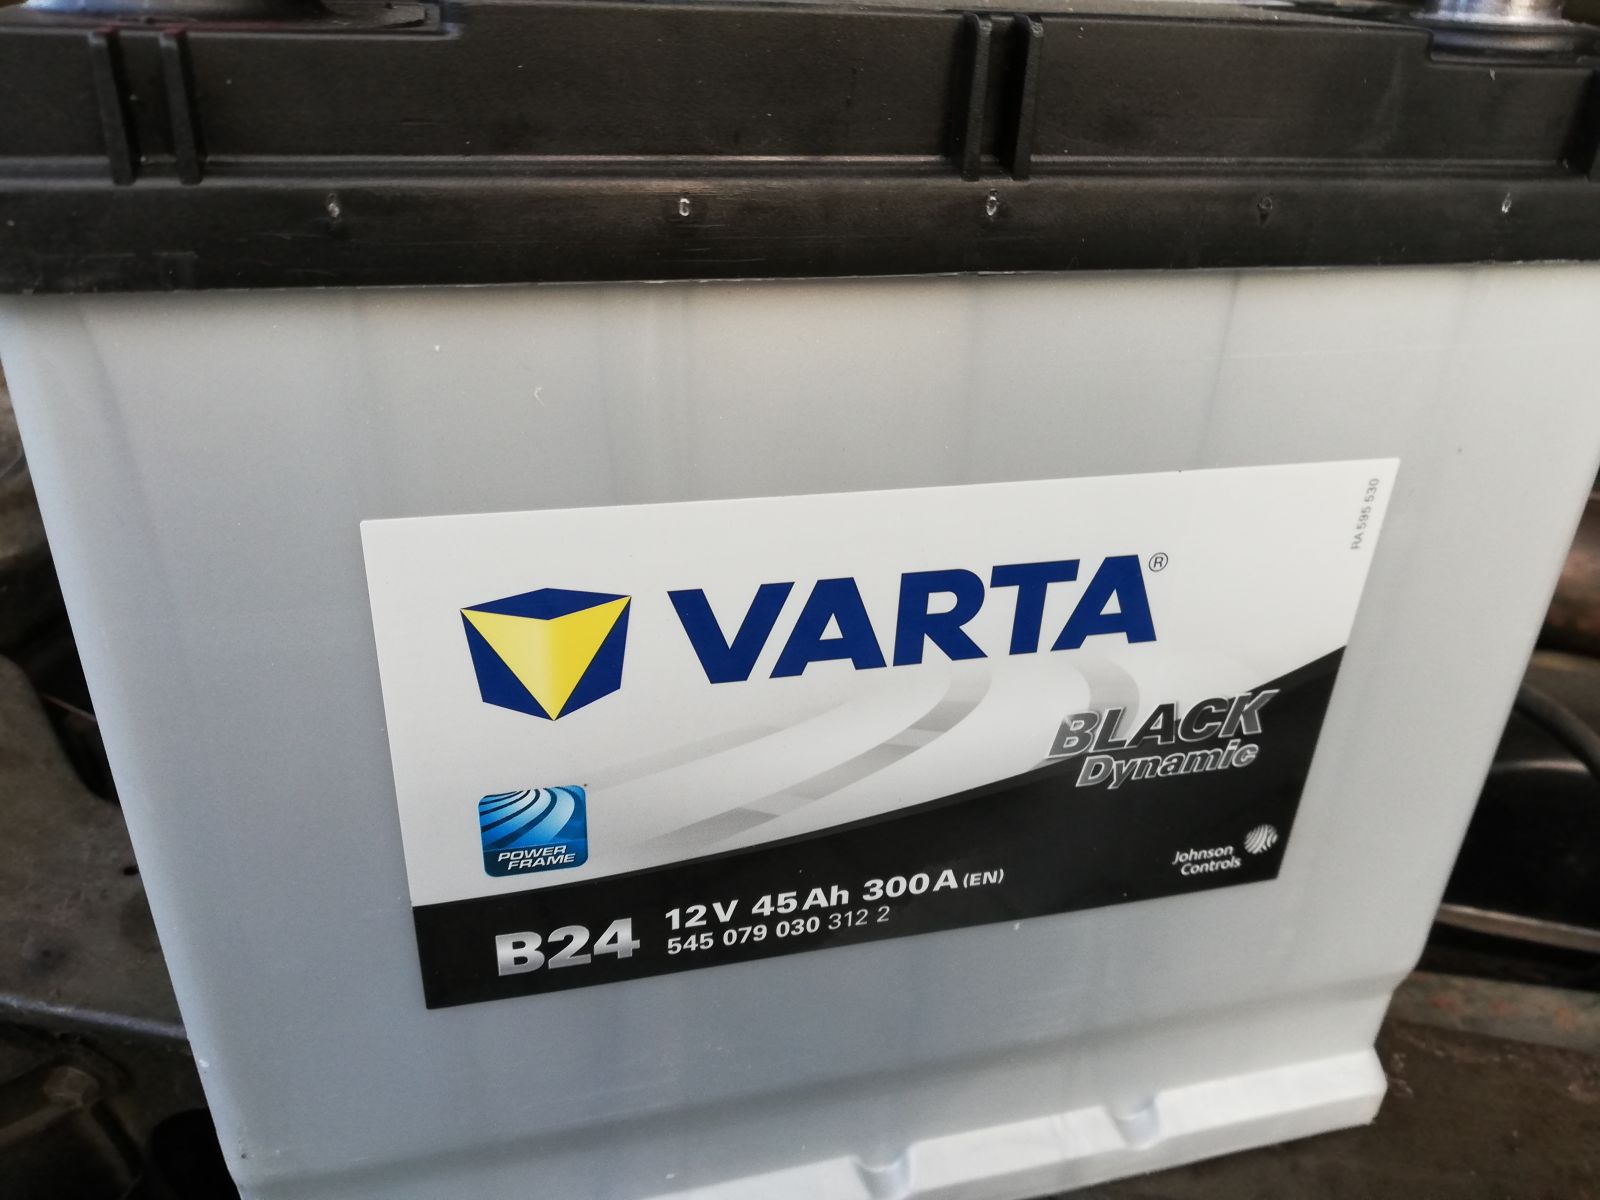 RA 595 530
VARTA®
BLACK
Dynamic
POWER
FRAME
Johnson
Controls
B24
12V 45Ah 300A (EN)
545 079 030 312 2